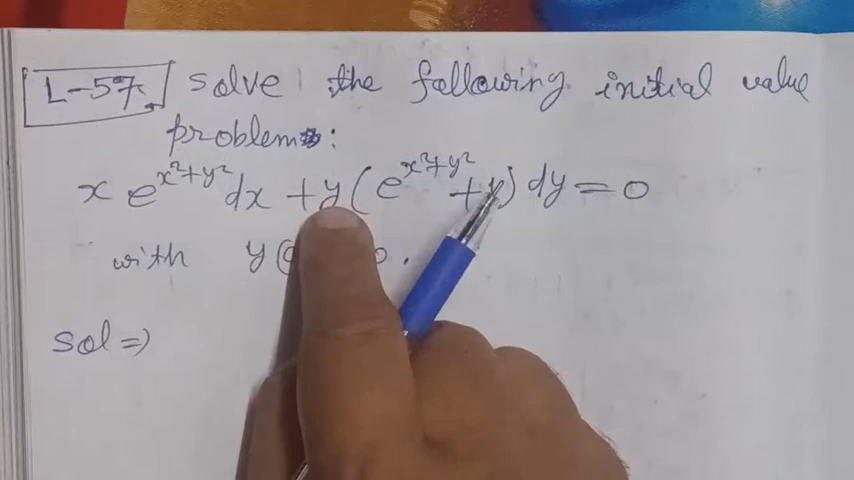 L-57. solve the following initial value
problem:
x e^{x²+y²} dx + y(e^{x²+y²} + y) dy = 0
with y
sol ⇒